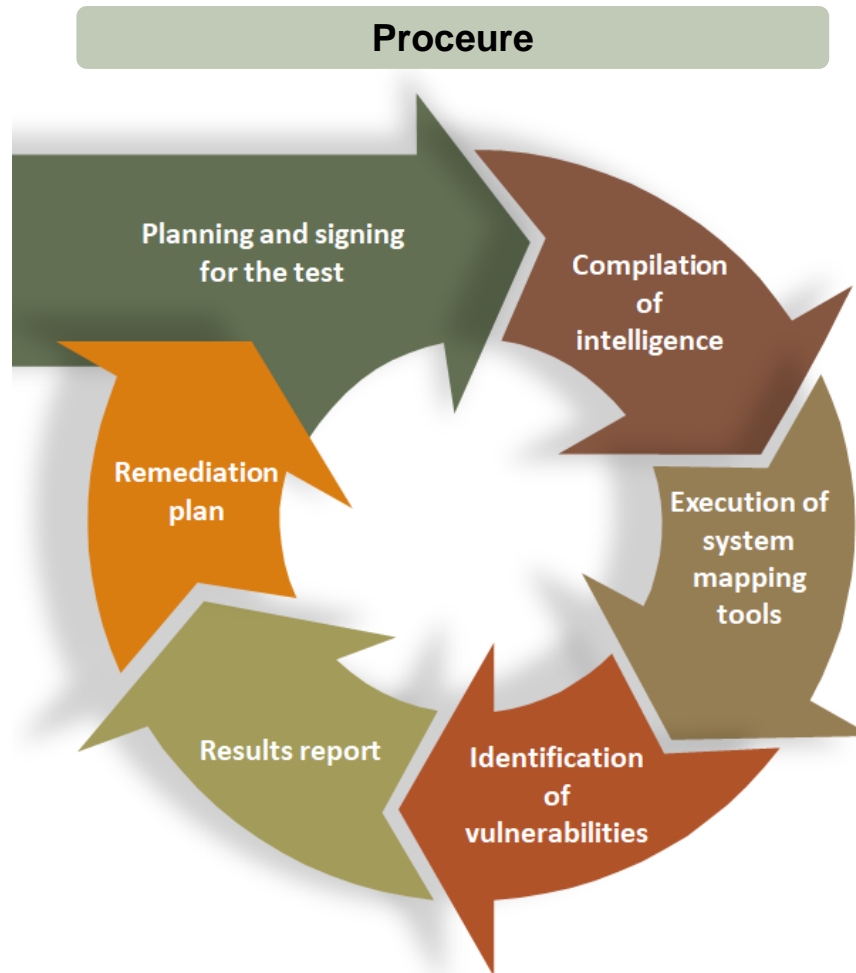 Proceure
Planning and signing
for the test
Compilation
of
intelligence
Execution of
system
mapping
tools
Identification
of
vulnerabilities
Results report
Remediation
plan